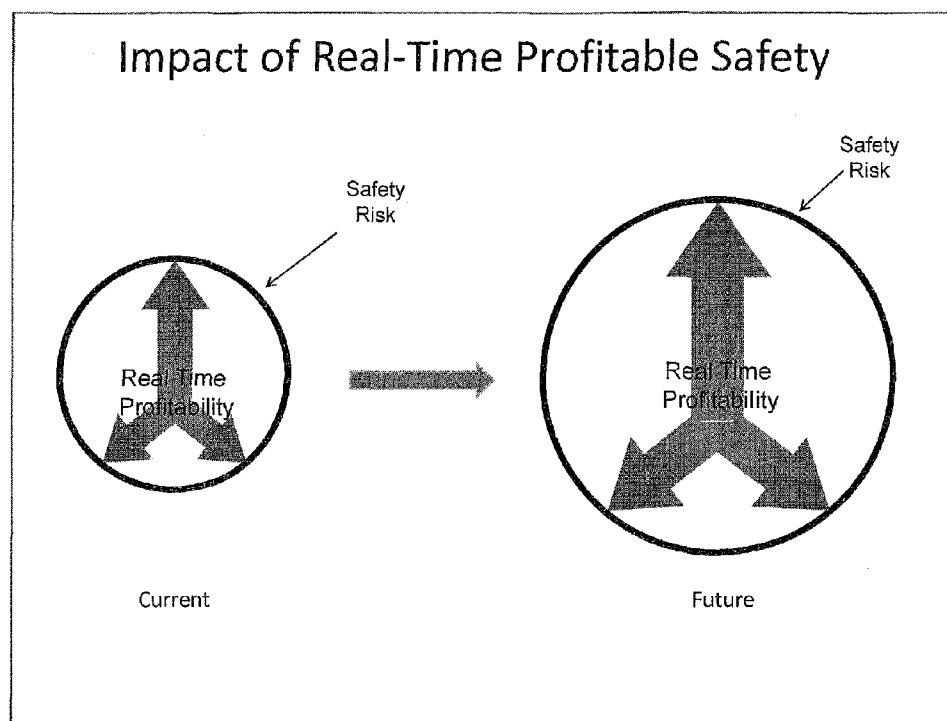 Impact of Real-Time Profitable Safety
Safety
Risk
Real Time
Profitability
Current
Safety
Risk
Real Time
Profitability
Future